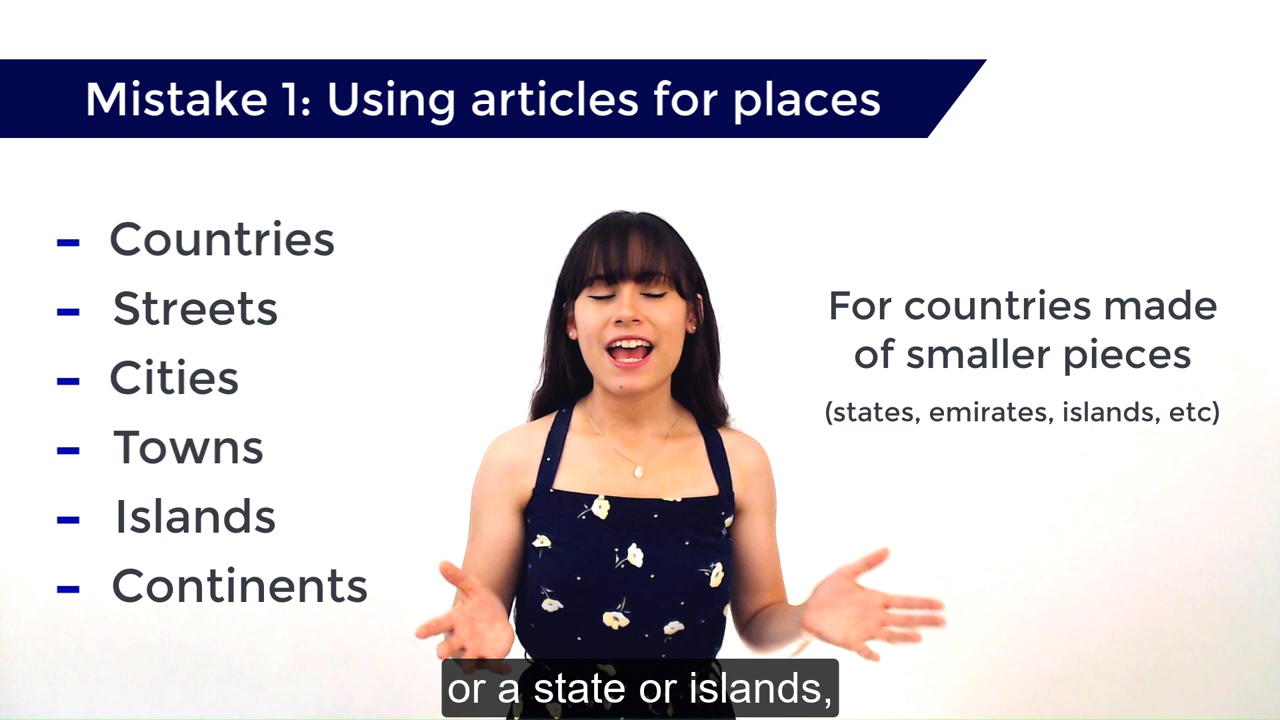 Mistake 1: Using articles for places
- Countries
- Streets
- Cities
- Towns
- Islands
- Continents
For countries made
of smaller pieces
(states, emirates, islands, etc)
or a state or islands,